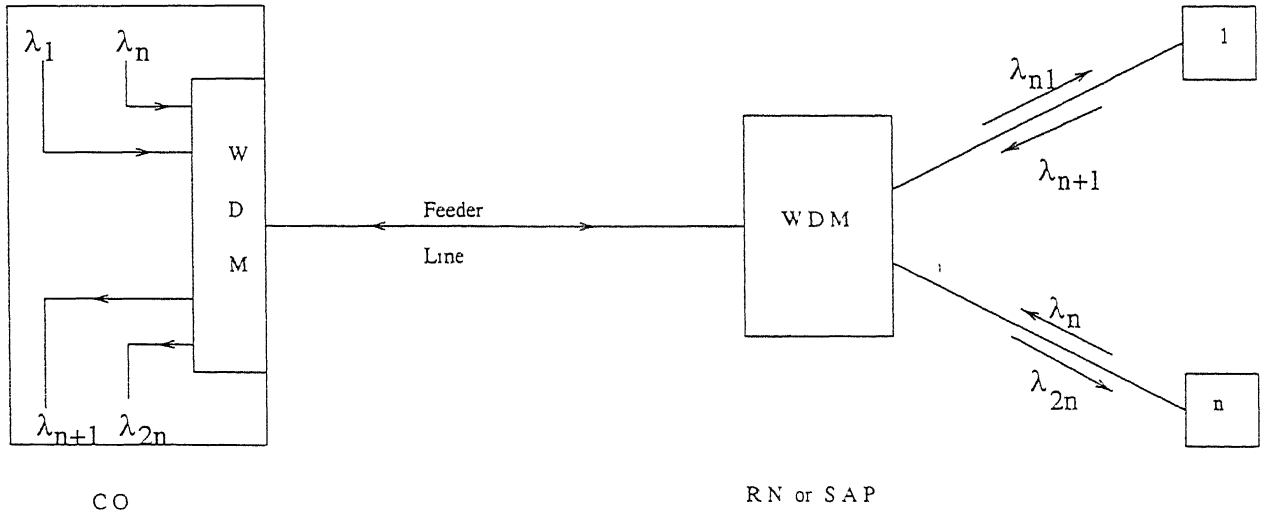 λ1 λn
W
D
M
λn+1 λ2n
CO
Feeder
Line
WDM
RN or SAP
λn1
λn+1
1
λn
λ2n
n